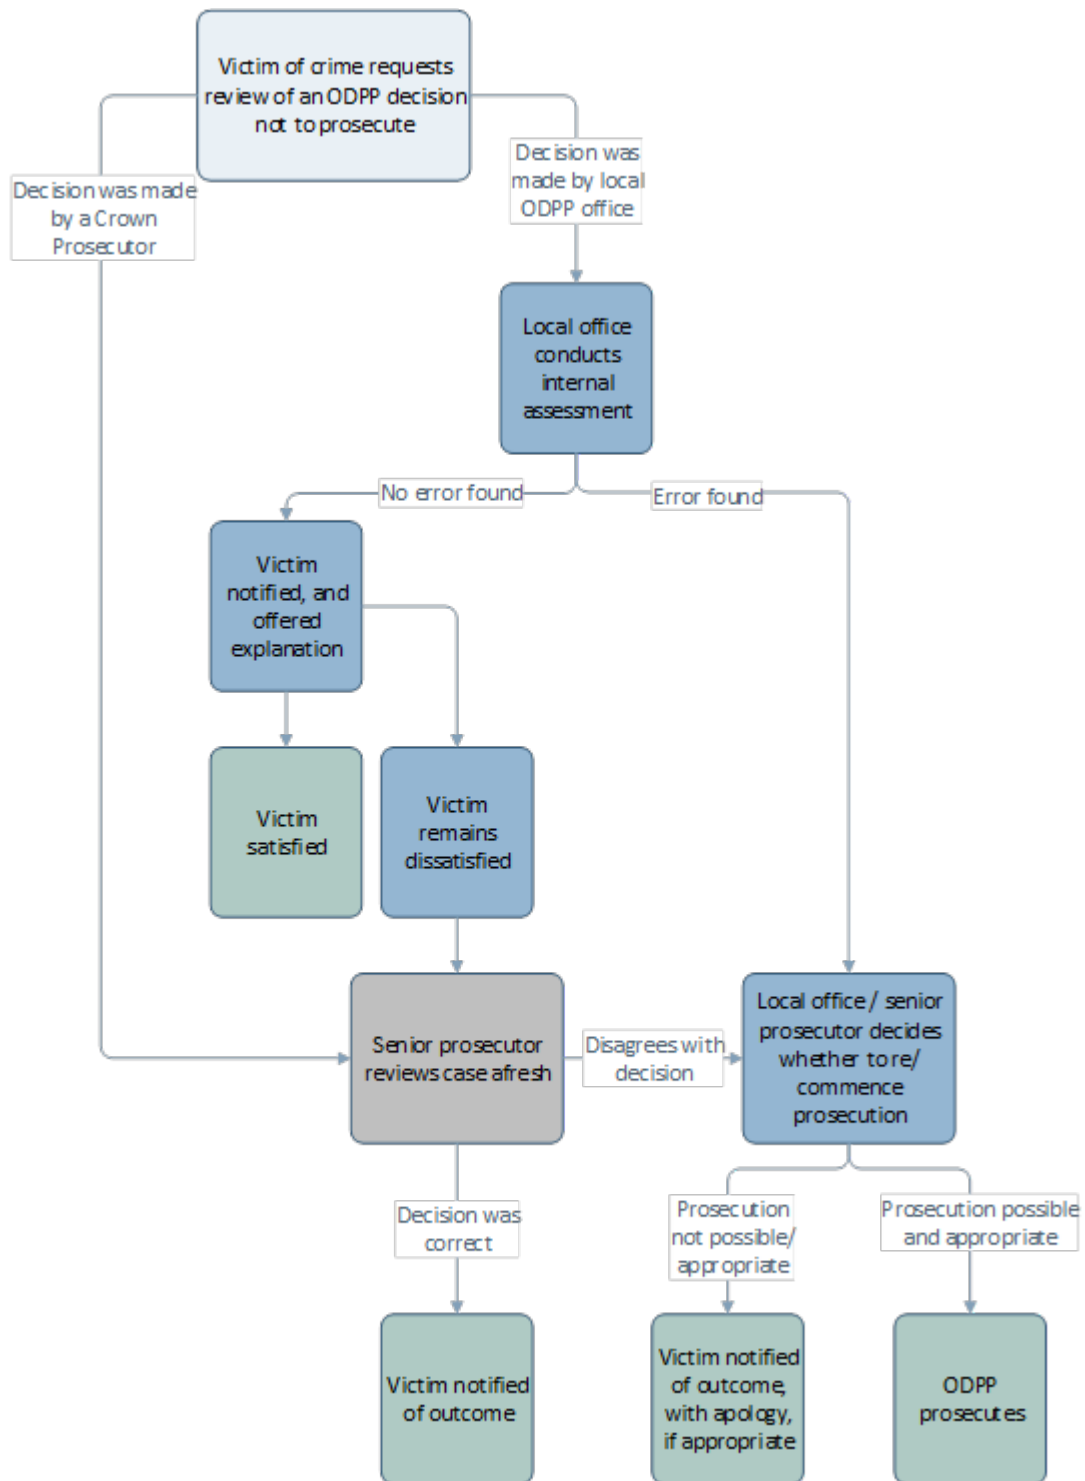 Victim of crime requests
review of an ODPP decision
not to prosecute
Decision was made
by a Crown
Prosecutor
Decision was
made by local
ODPP office
Local office
conducts
internal
assessment
No error found
Error found
Victim
notified, and
offered
explanation
Victim
satisfied
Victim
remains
dissatisfied
Senior prosecutor
reviews case afresh
Disagrees with
decision
Local office / senior
prosecutor decides
whether to re/
commence
prosecution
Decision was
correct
Prosecution
not possible/
appropriate
Prosecution possible
and appropriate
Victim notified
of outcome
Victim notified
of outcome,
with apology,
if appropriate
ODPP
prosecutes